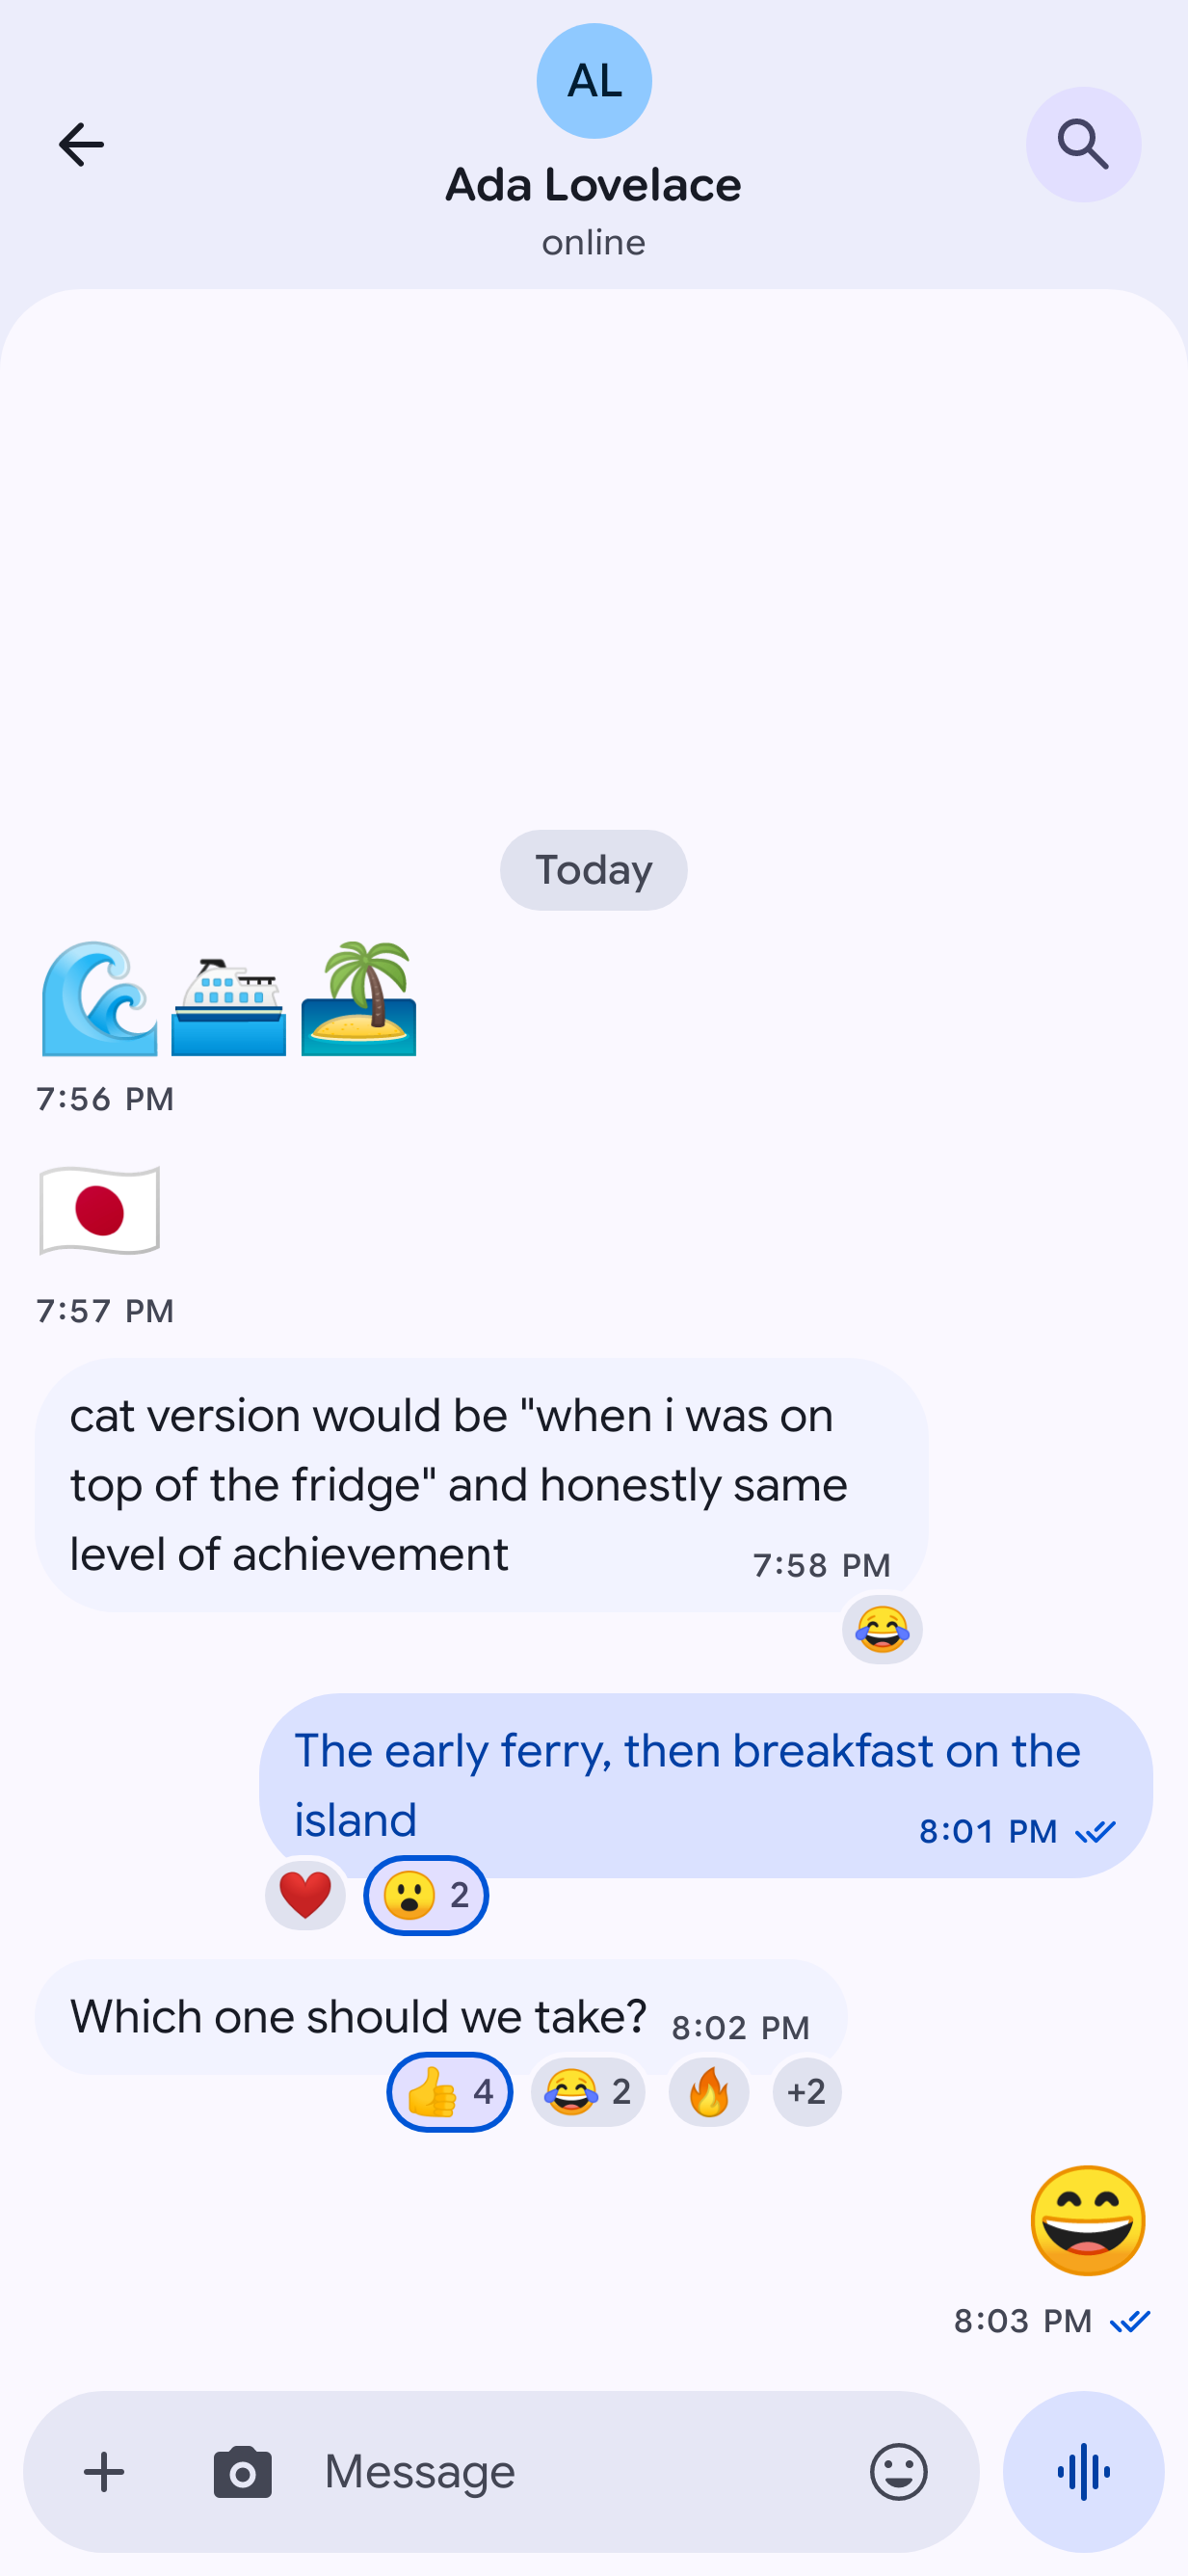 AL
Ada Lovelace
online
Today
🌊🛳️🏝️
7:56 PM
🇯🇵
7:57 PM
cat version would be "when i was on
top of the fridge" and honestly same
level of achievement
7:58 PM
😂
The early ferry, then breakfast on the
island
8:01 PM
❤️ 😮 2
Which one should we take? 8:02 PM
👍 4 😂 2 🔥 +2
😄
8:03 PM
Message